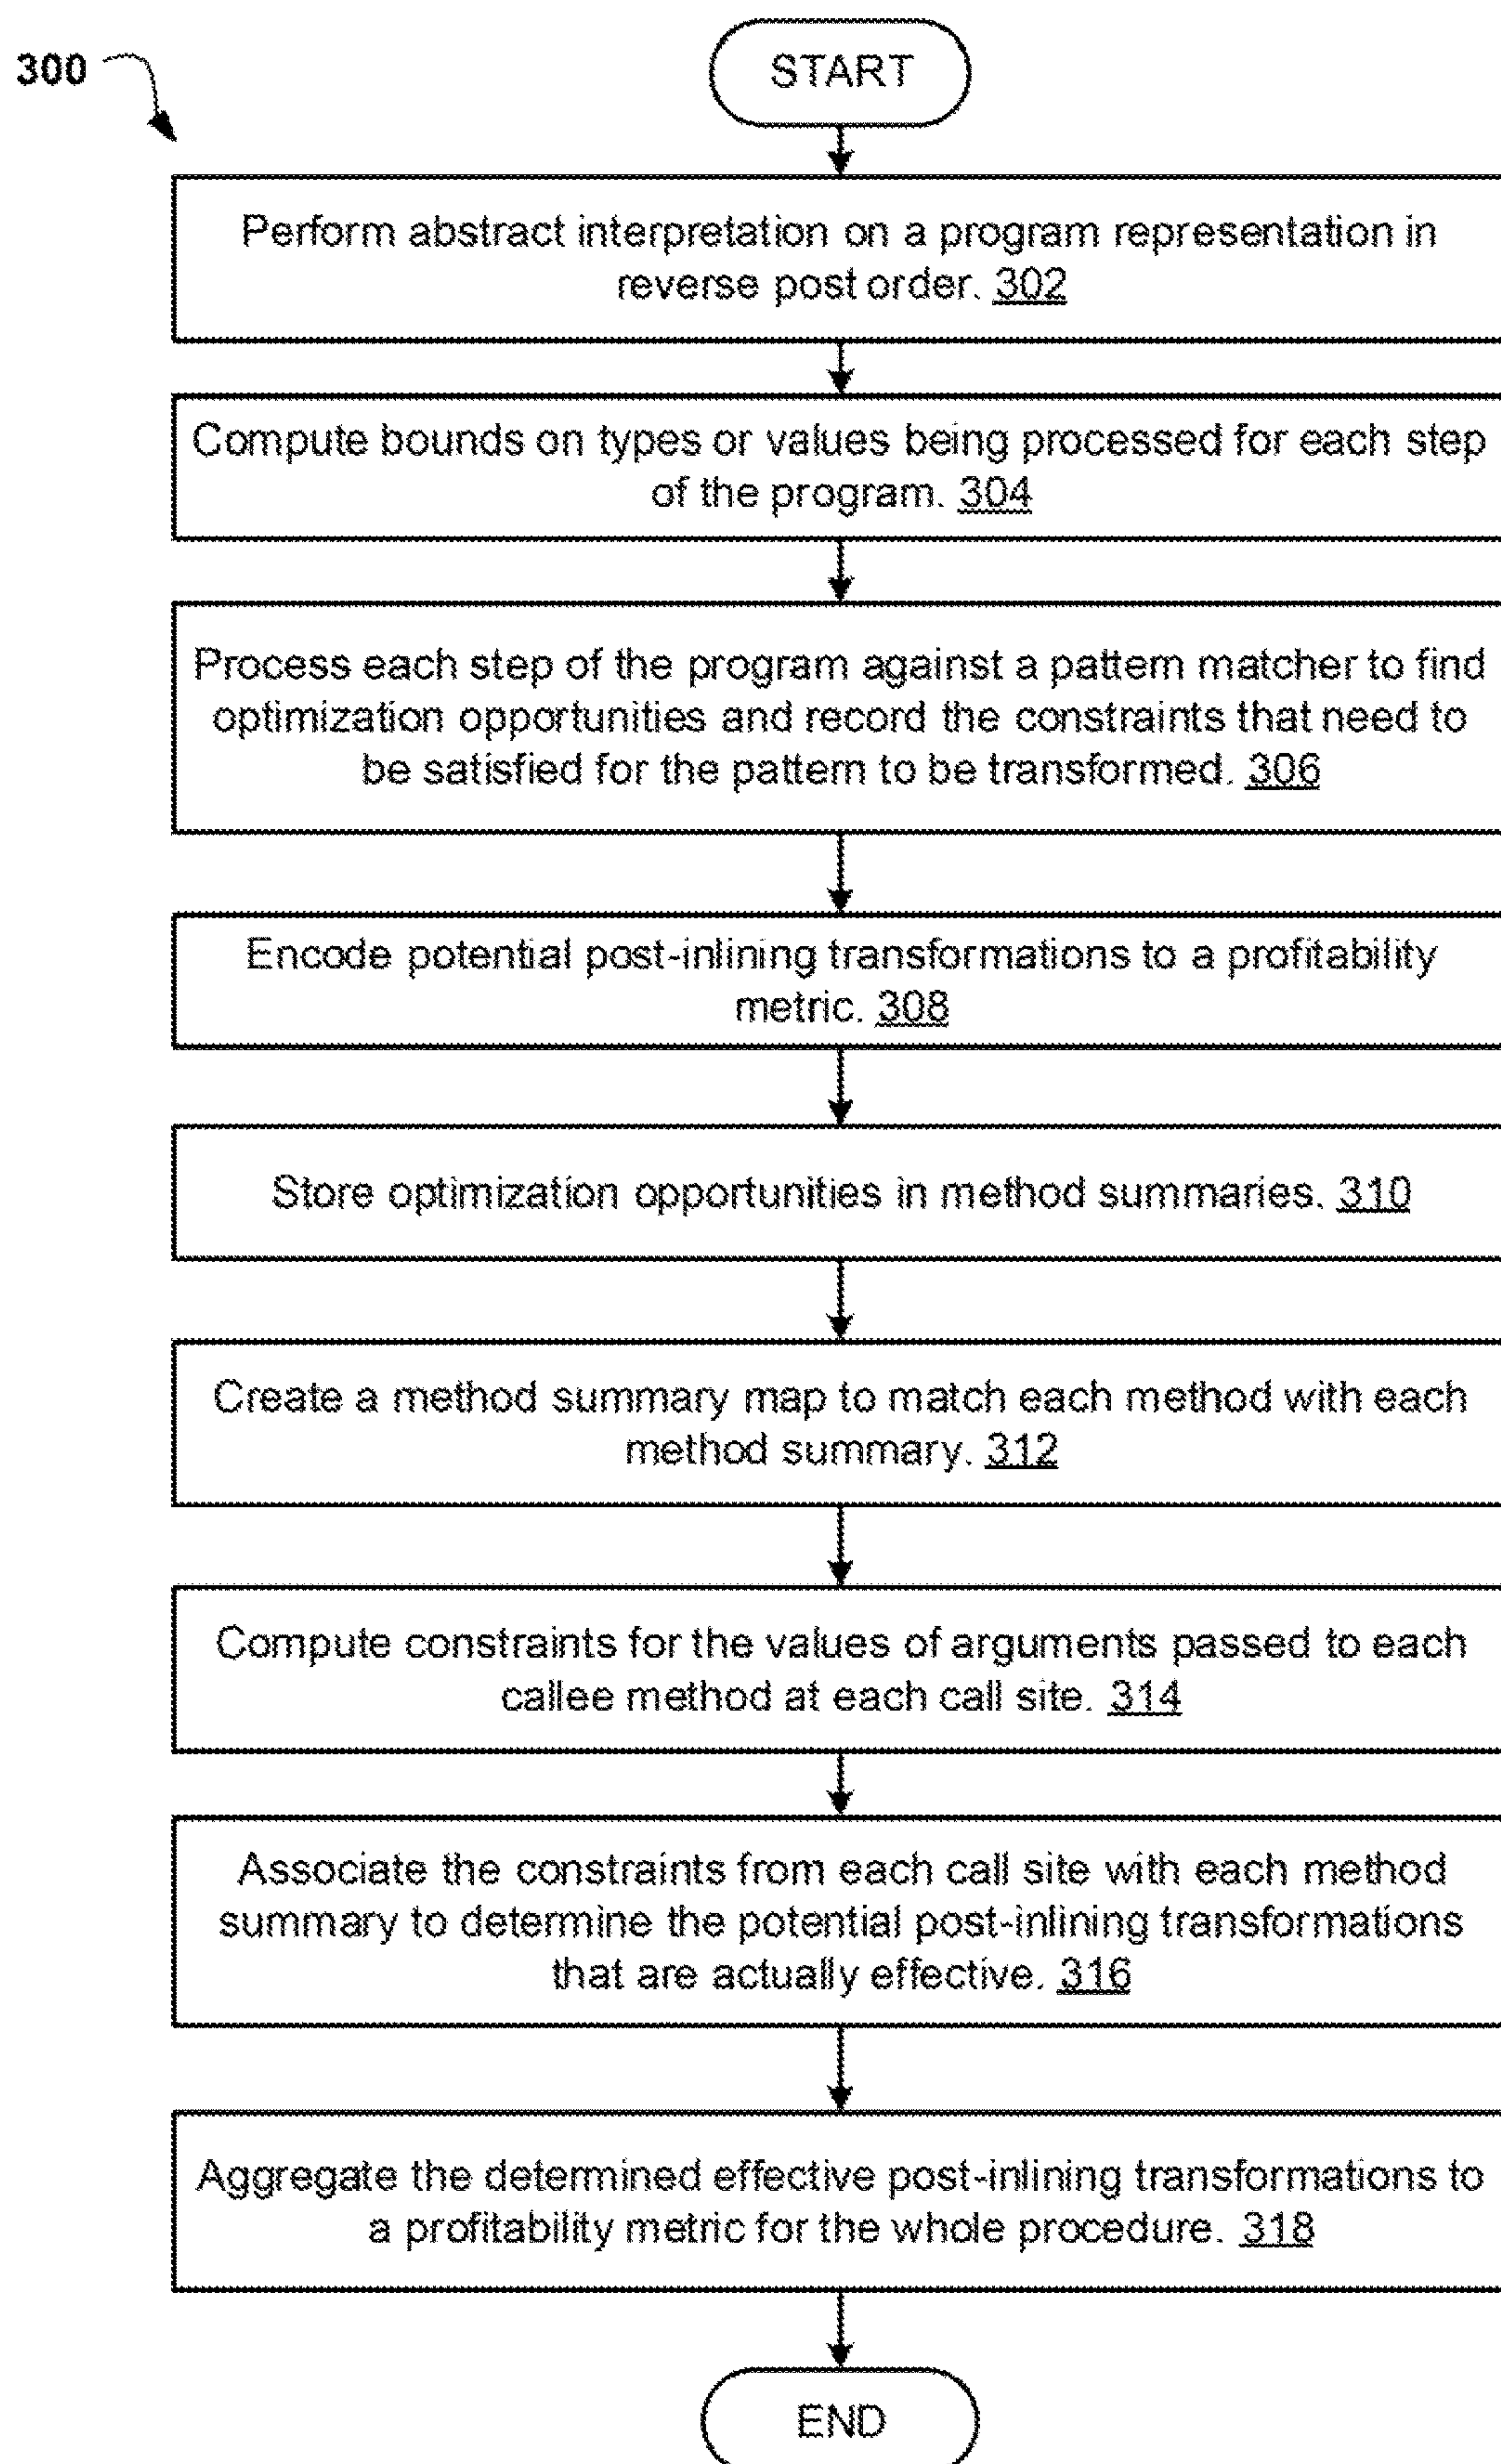 300
START
Perform abstract interpretation on a program representation in
reverse post order. 302
Compute bounds on types or values being processed for each step
of the program. 304
Process each step of the program against a pattern matcher to find
optimization opportunities and record the constraints that need to
be satisfied for the pattern to be transformed. 306
Encode potential post-inlining transformations to a profitability
metric. 308
Store optimization opportunities in method summaries. 310
Create a method summary map to match each method with each
method summary. 312
Compute constraints for the values of arguments passed to each
callee method at each call site. 314
Associate the constraints from each call site with each method
summary to determine the potential post-inlining transformations
that are actually effective. 316
Aggregate the determined effective post-inlining transformations to
a profitability metric for the whole procedure. 318
END